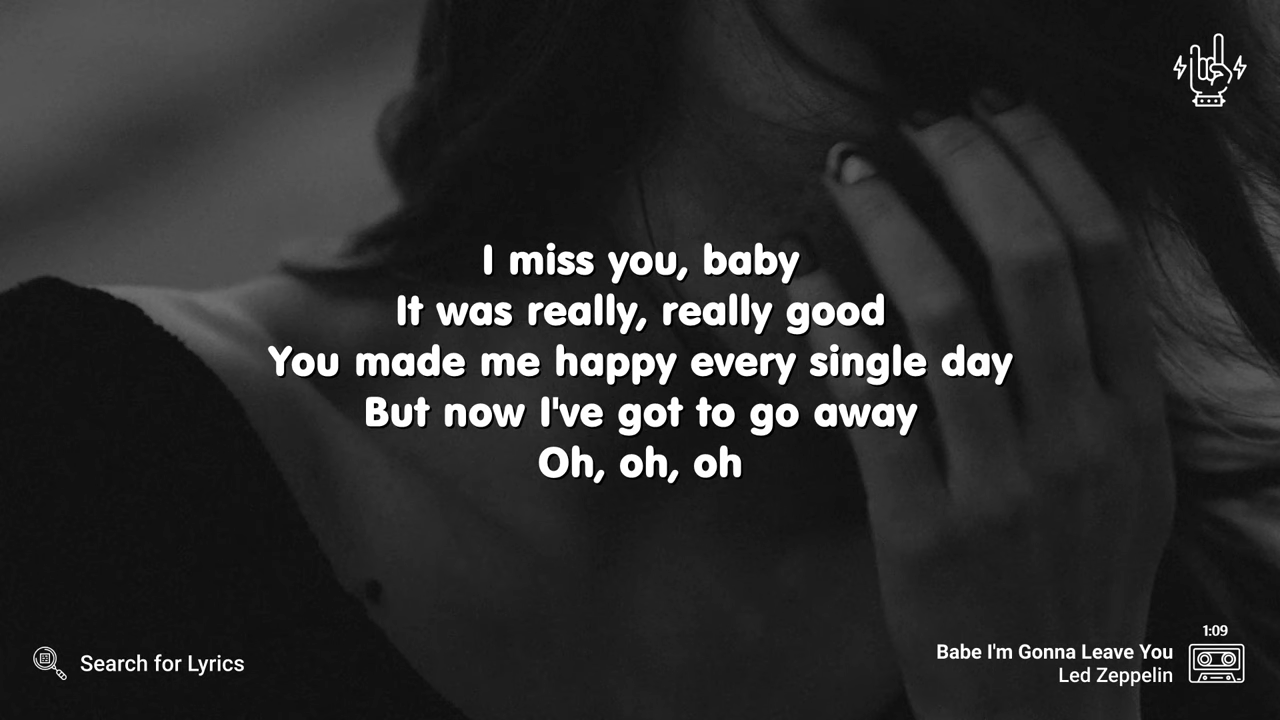 I miss you, baby
It was really, really good
You made me happy every single day
But now I've got to go away
Oh, oh, oh
Search for Lyrics
1:09
Babe I'm Gonna Leave You
Led Zeppelin